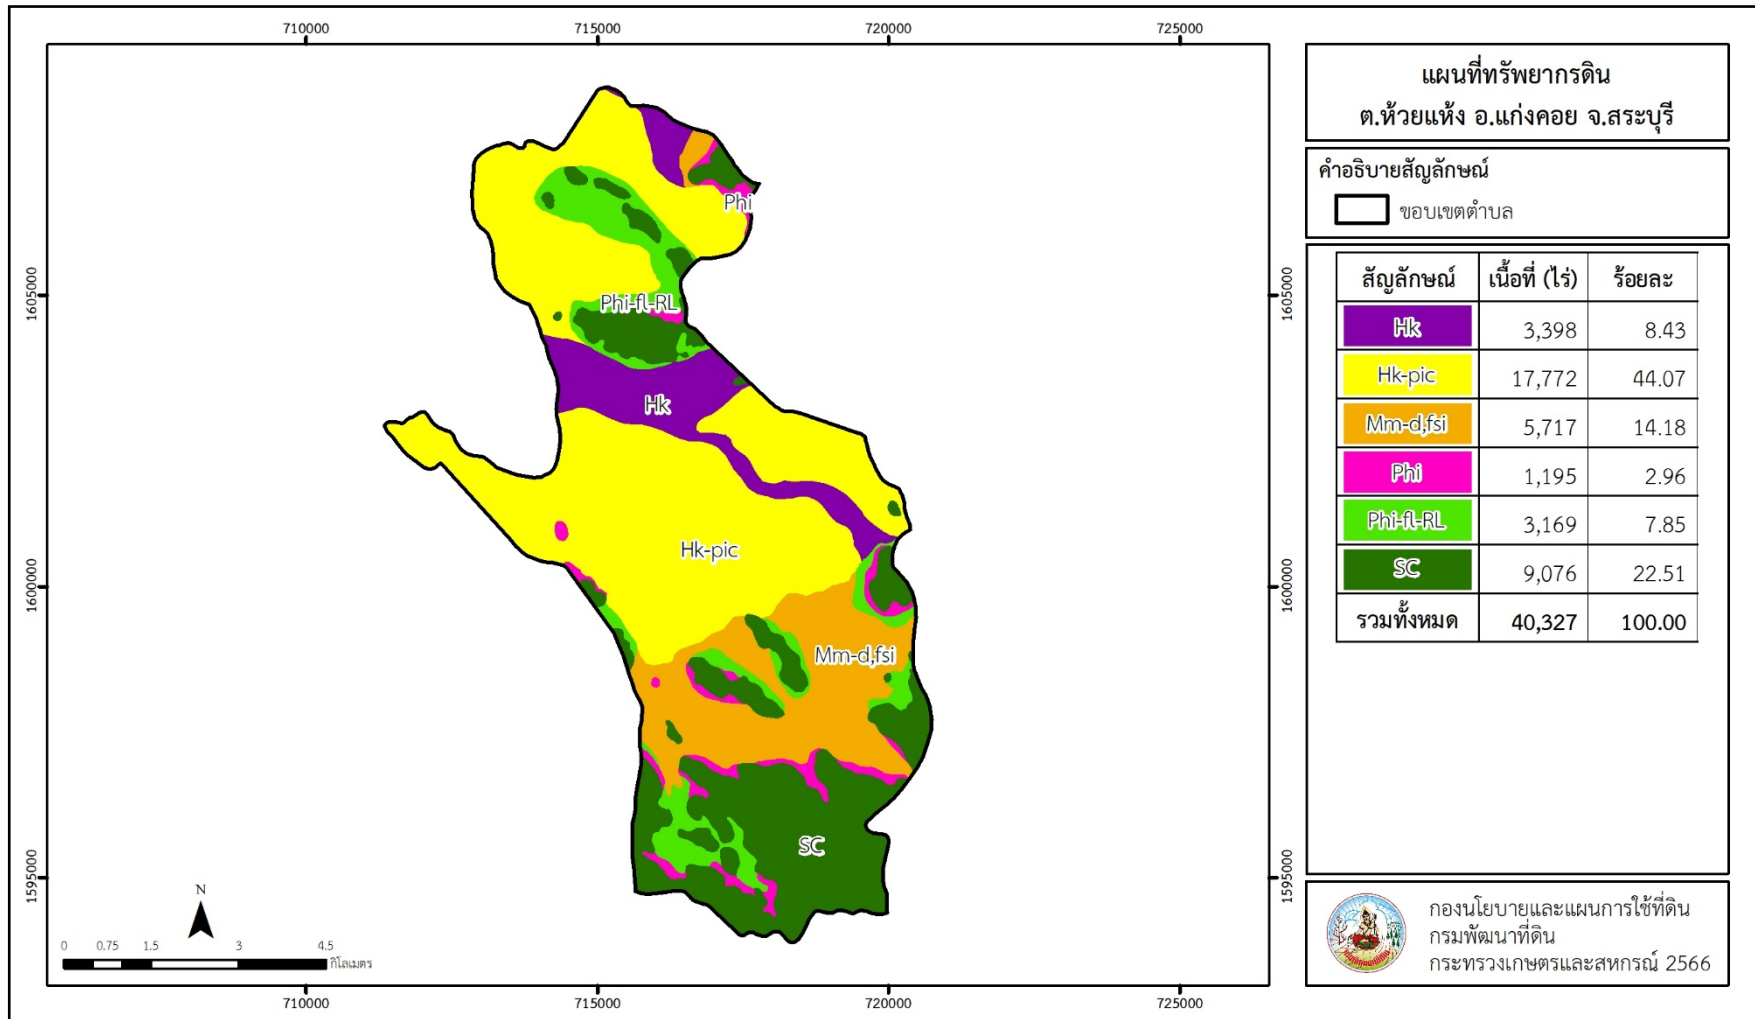 710000
715000
720000
725000
1605000
1600000
1595000
Phi
Phi-fl-RL
Hk
Hk-pic
Mm-d,fsi
SC
N
0 0.75 1.5 3 4.5
กิโลเมตร
1605000
1600000
1595000
710000
715000
720000
725000
แผนที่ทรัพยากรดิน
ต.ห้วยแห้ง อ.แก่งคอย จ.สระบุรี
คำอธิบายสัญลักษณ์
ขอบเขตตำบล
สัญลักษณ์ เนื้อที่ (ไร่) ร้อยละ
Hk 3,398 8.43
Hk-pic 17,772 44.07
Mm-d,fsi 5,717 14.18
Phi 1,195 2.96
Phi-fl-RL 3,169 7.85
SC 9,076 22.51
รวมทั้งหมด 40,327 100.00
กองนโยบายและแผนการใช้ที่ดิน
กรมพัฒนาที่ดิน
กระทรวงเกษตรและสหกรณ์ 2566